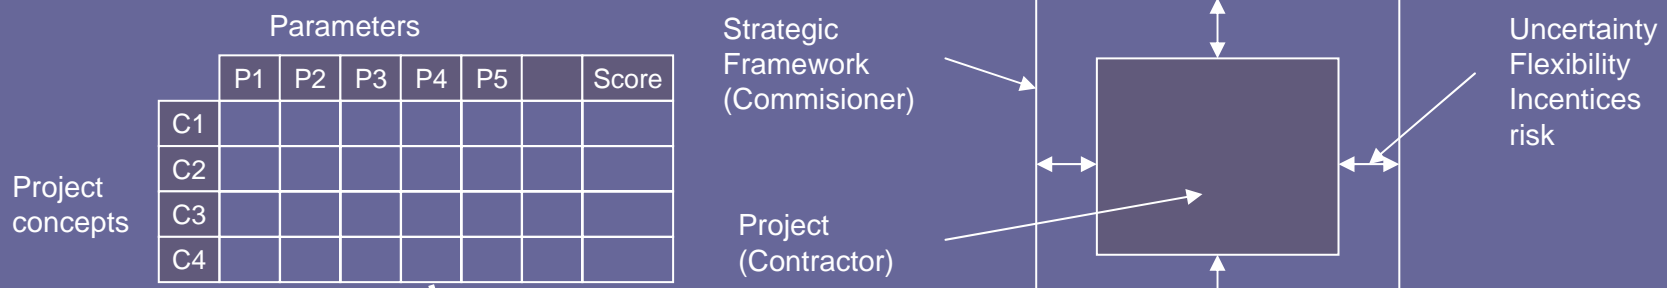 Parameters
P1 P2 P3 P4 P5 Score
C1
C2
C3
C4
Project
concepts
Strategic
Framework
(Commisioner)
Project
(Contractor)
Uncertainty
Flexibility
Incentices
risk